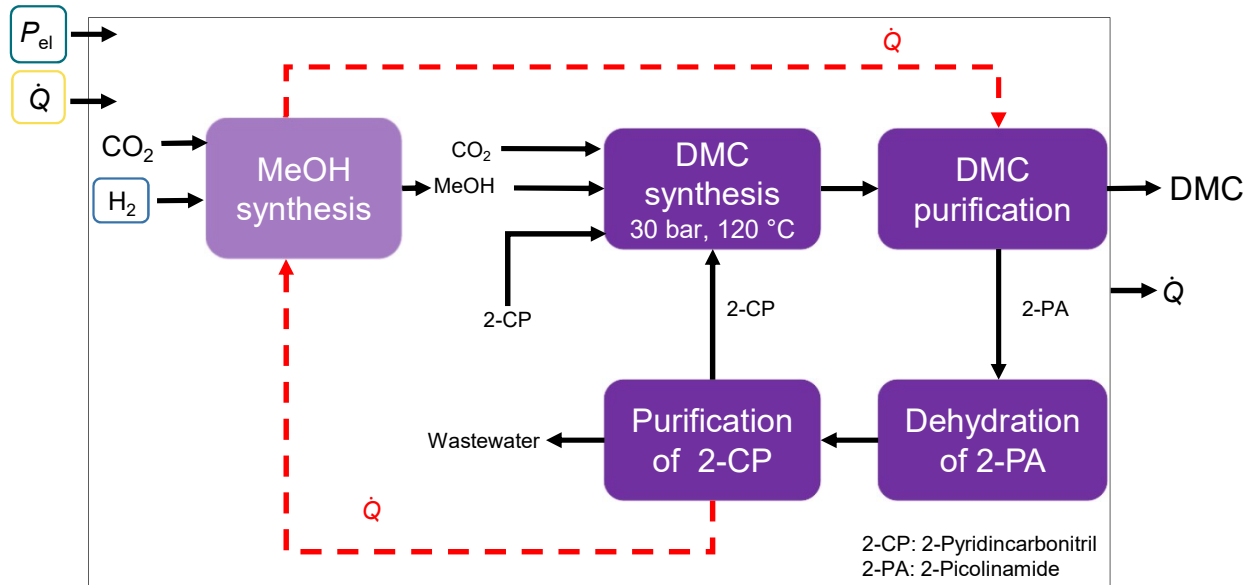 Pel
Q̇
Q̇
CO2
H2
MeOH
synthesis
CO2
MeOH
2-CP
DMC
synthesis
30 bar, 120 °C
DMC
purification
DMC
Q̇
2-CP
2-PA
Wastewater
Purification
of 2-CP
Dehydration
of 2-PA
Q̇
2-CP: 2-Pyridincarbonitril
2-PA: 2-Picolinamide